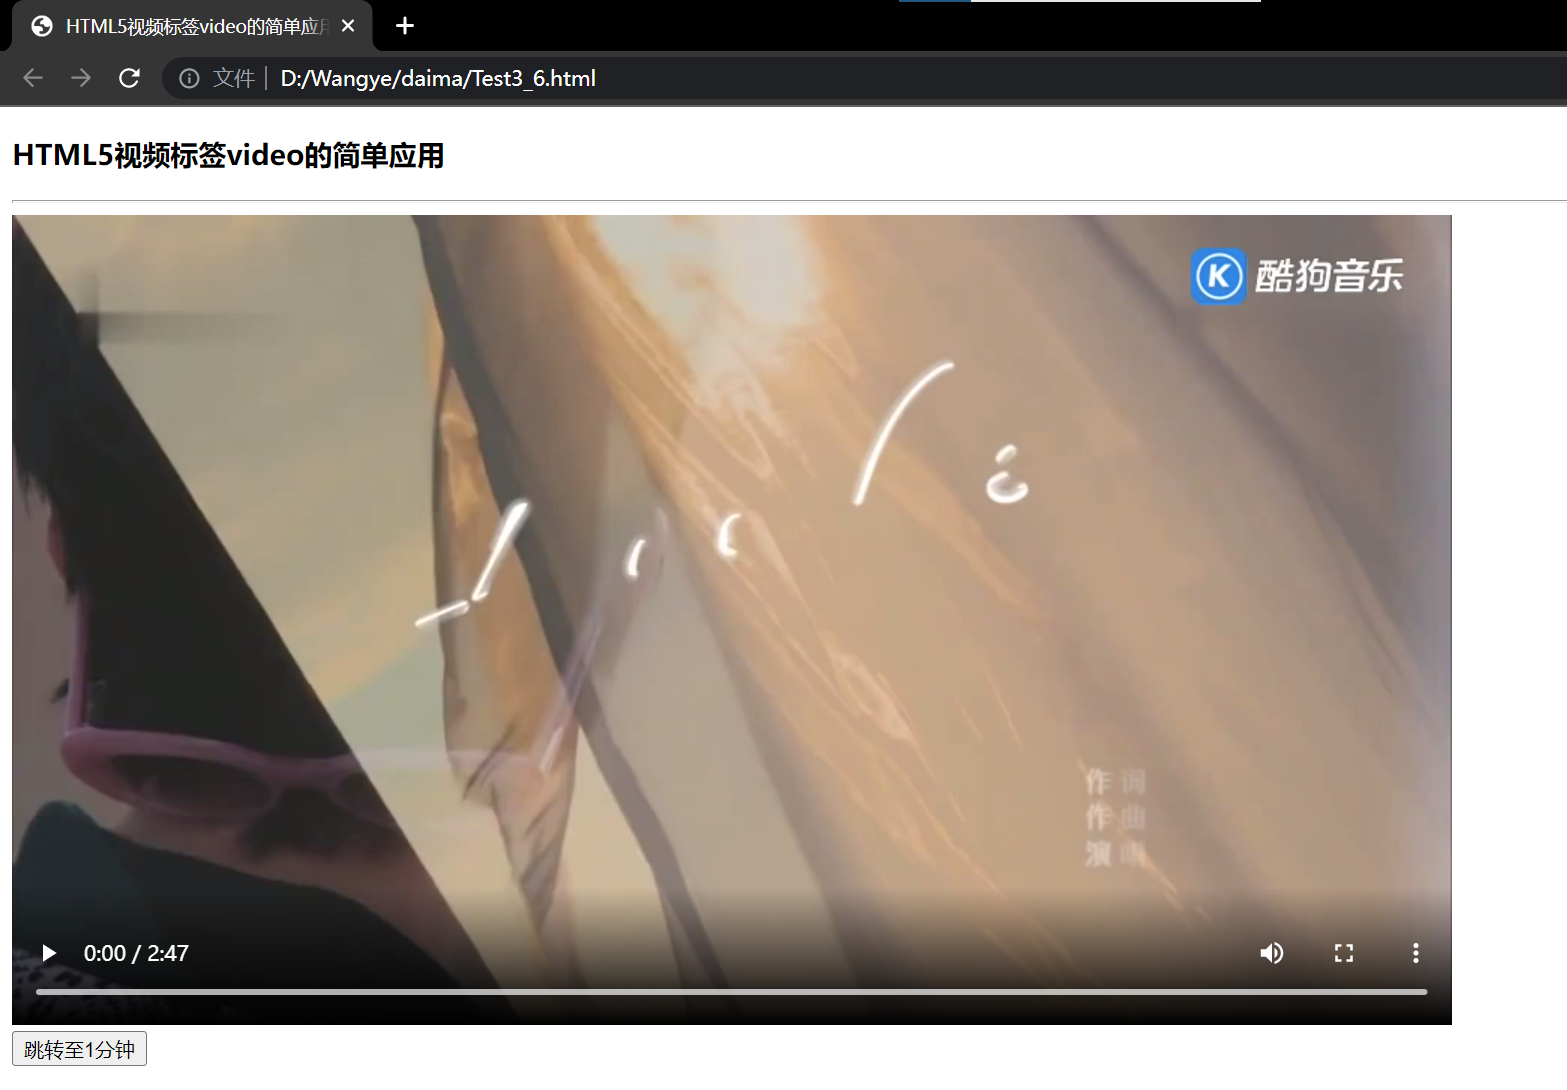 HTML5视频标签video的简单应
文件 D:/Wangye/daima/Test3_6.html
HTML5视频标签video的简单应用
K 酷狗音乐
作词
作曲
演唱
0:00 / 2:47
跳转至1分钟